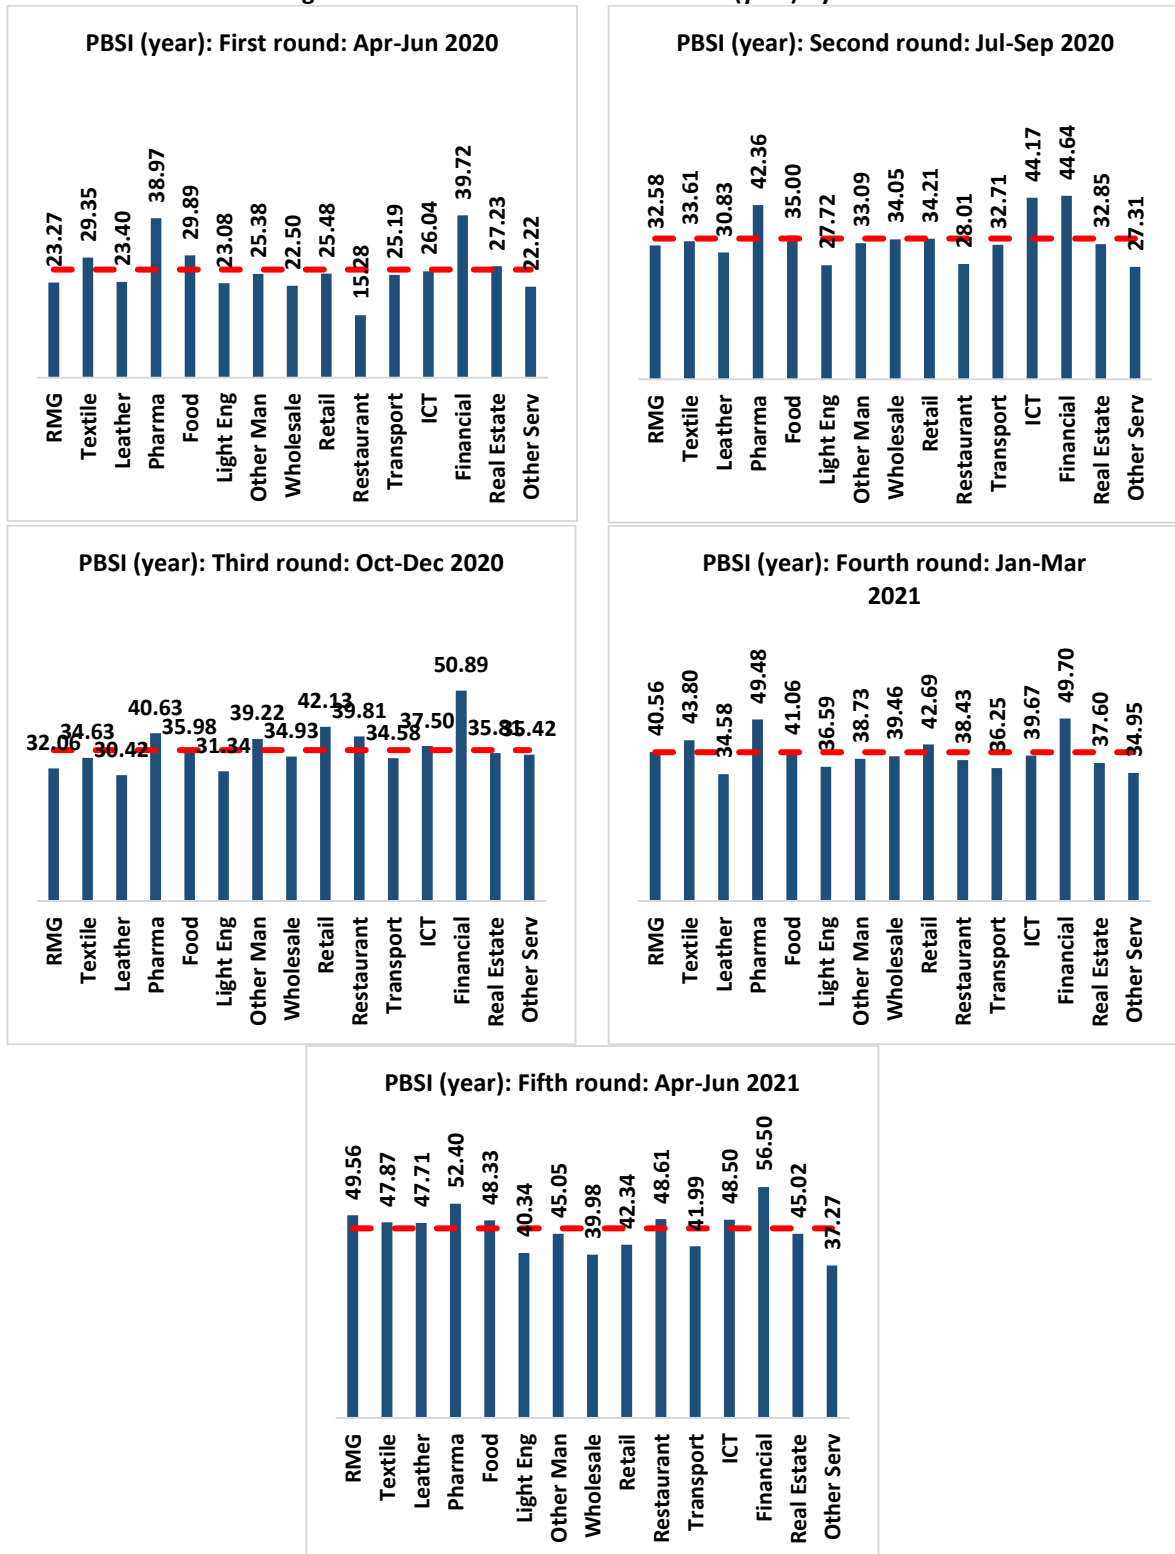 PBSI (year): First round: Apr-Jun 2020
23.27 29.35 23.40 38.97 29.89 23.08 25.38 22.50 25.48 15.28 25.19 26.04 39.72 27.23 22.22
RMG Textile Leather Pharma Food Light Eng Other Man Wholesale Retail Restaurant Transport ICT Financial Real Estate Other Serv
PBSI (year): Second round: Jul-Sep 2020
32.58 33.61 30.83 42.36 35.00 27.72 33.09 34.05 34.21 28.01 32.71 44.17 44.64 32.85 27.31
RMG Textile Leather Pharma Food Light Eng Other Man Wholesale Retail Restaurant Transport ICT Financial Real Estate Other Serv
PBSI (year): Third round: Oct-Dec 2020
32.06 34.63 30.42 40.63 35.98 31.34 39.22 34.93 42.13 39.81 34.58 37.50 50.89 35.81 35.42
RMG Textile Leather Pharma Food Light Eng Other Man Wholesale Retail Restaurant Transport ICT Financial Real Estate Other Serv
PBSI (year): Fourth round: Jan-Mar
2021
40.56 43.80 34.58 49.48 41.06 36.59 38.73 39.46 42.69 38.43 36.25 39.67 49.70 37.60 34.95
RMG Textile Leather Pharma Food Light Eng Other Man Wholesale Retail Restaurant Transport ICT Financial Real Estate Other Serv
PBSI (year): Fifth round: Apr-Jun 2021
49.56 47.87 47.71 52.40 48.33 40.34 45.05 39.98 42.34 48.61 41.99 48.50 56.50 45.02 37.27
RMG Textile Leather Pharma Food Light Eng Other Man Wholesale Retail Restaurant Transport ICT Financial Real Estate Other Serv